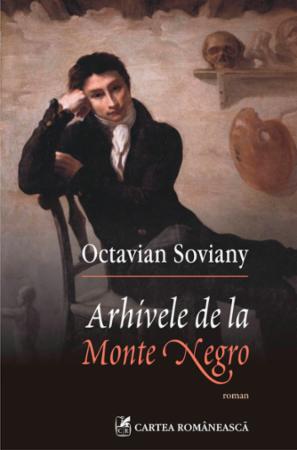 Octavian Soviany
Arhivele de la
Monte Negro
roman
C R
CARTEA ROMÂNEASCĂ